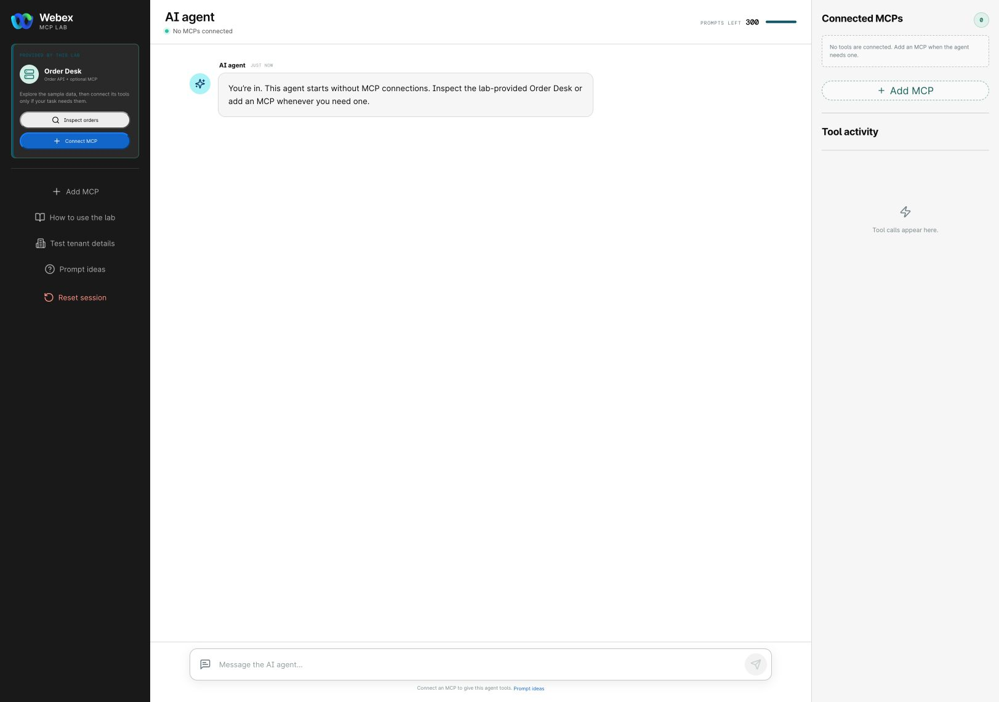 Webex
MCP LAB
PROVIDED BY THIS LAB
Order Desk
Order API + optional MCP
Explore the sample data, then connect its tools
only if your task needs them.
Inspect orders
Connect MCP
Add MCP
How to use the lab
Test tenant details
Prompt ideas
Reset session
AI agent
No MCPs connected
PROMPTS LEFT 300
AI agent JUST NOW
You're in. This agent starts without MCP connections. Inspect the lab-provided Order Desk or
add an MCP whenever you need one.
Message the AI agent...
Connect an MCP to give this agent tools. Prompt ideas
Connected MCPs
0
No tools are connected. Add an MCP when the agent
needs one.
+ Add MCP
Tool activity
Tool calls appear here.